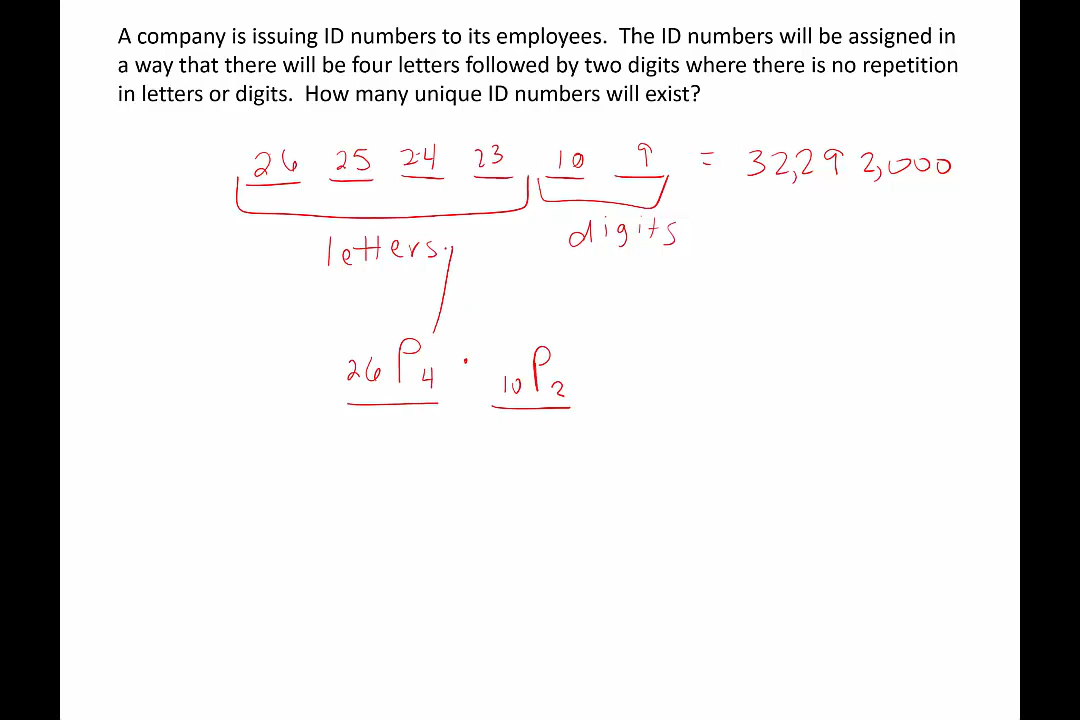 A company is issuing ID numbers to its employees. The ID numbers will be assigned in
a way that there will be four letters followed by two digits where there is no repetition
in letters or digits. How many unique ID numbers will exist?
26 25 24 23 10 9 = 32,292,000
letters digits
26P4 · 10P2